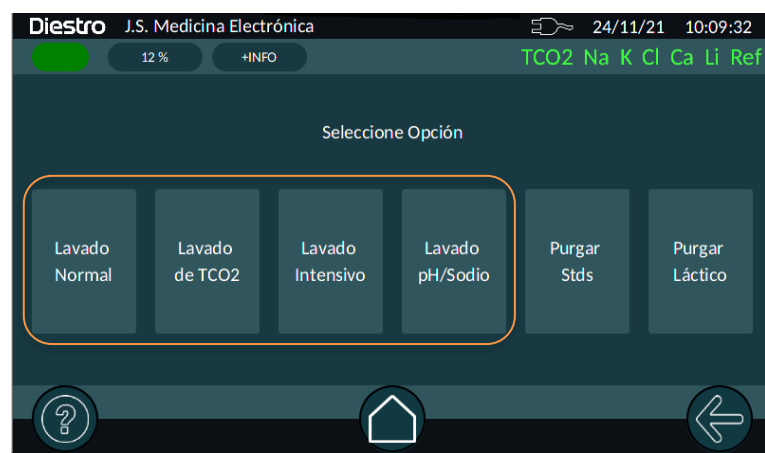 Diestro J.S. Medicina Electrónica 24/11/21 10:09:32
12 % +INFO TCO2 Na K Cl Ca Li Ref
Seleccione Opción
Lavado Normal
Lavado de TCO2
Lavado Intensivo
Lavado pH/Sodio
Purgar Stds
Purgar Láctico
?